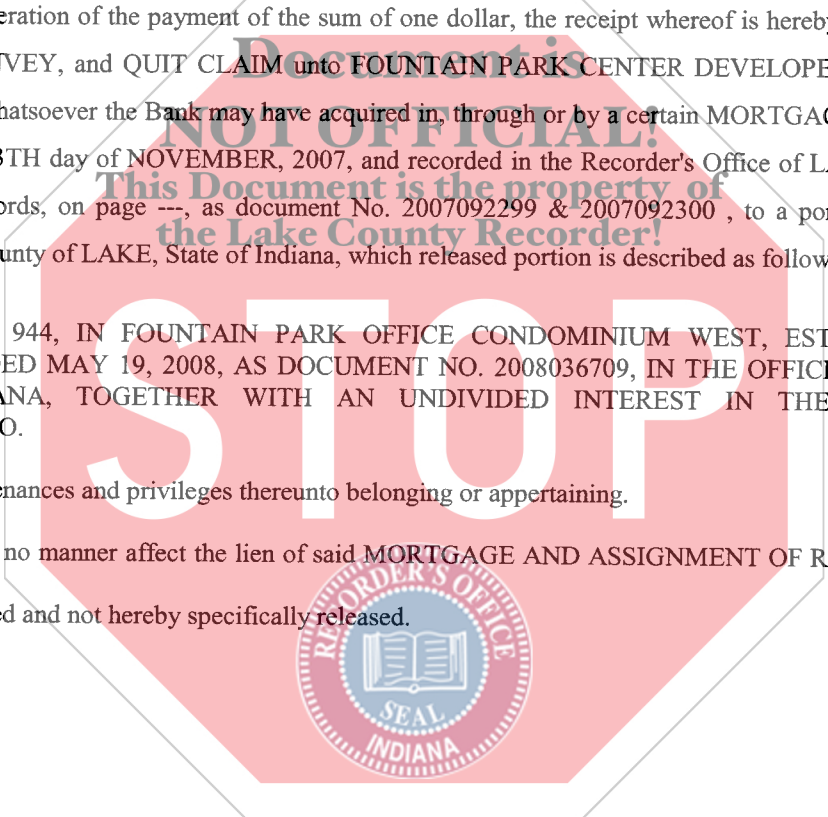 eration of the payment of the sum of one dollar, the receipt whereof is hereby
VEY, and QUIT CLAIM unto FOUNTAIN PARK CENTER DEVELOPE
Document is
hatsoever the Bank may have acquired in, through or by a certain MORTGAG
NOT OFFICIAL!
8TH day of NOVEMBER, 2007, and recorded in the Recorder's Office of LA
This Document is the property of
ords, on page ---, as document No. 2007092299 & 2007092300 , to a por
the Lake County Recorder!
unty of LAKE, State of Indiana, which released portion is described as follow
944, IN FOUNTAIN PARK OFFICE CONDOMINIUM WEST, EST
ED MAY 19, 2008, AS DOCUMENT NO. 2008036709, IN THE OFFICE
ANA, TOGETHER WITH AN UNDIVIDED INTEREST IN THE
O.
STOP
enances and privileges thereunto belonging or appertaining.
no manner affect the lien of said MORTGAGE AND ASSIGNMENT OF R
ed and not hereby specifically released.
RECORDER'S OFFICE
SEAL
INDIANA